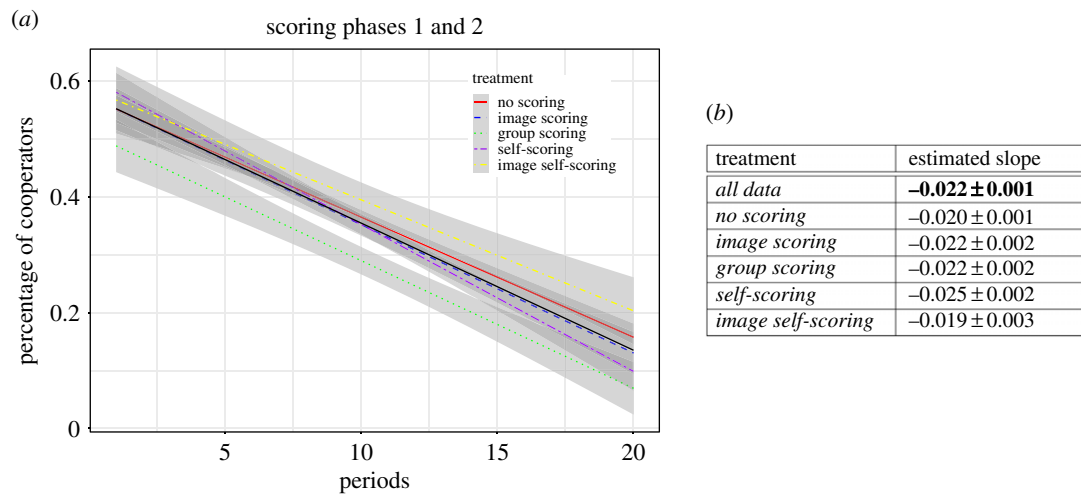 (a)
scoring phases 1 and 2
percentage of cooperators
0.6
0.4
0.2
0
treatment
no scoring
image scoring
group scoring
self-scoring
image self-scoring
5
10
15
20
periods
(b)
treatment estimated slope
all data –0.022 ± 0.001
no scoring –0.020 ± 0.001
image scoring –0.022 ± 0.002
group scoring –0.022 ± 0.002
self-scoring –0.025 ± 0.002
image self-scoring –0.019 ± 0.003